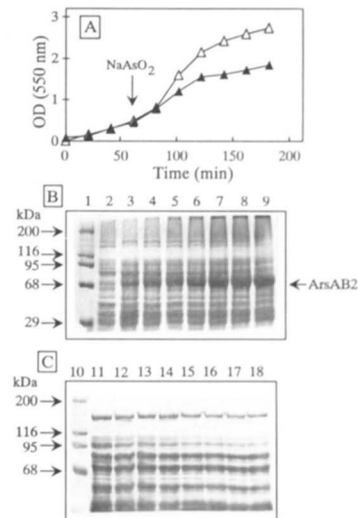 A
3
2
1
0
OD (550 nm)
NaAsO2
0 100 200
Time (min)
B
kDa 1 2 3 4 5 6 7 8 9
200
116
95
68
29
ArsAB2
C
10 11 12 13 14 15 16 17 18
kDa
200
116
95
68